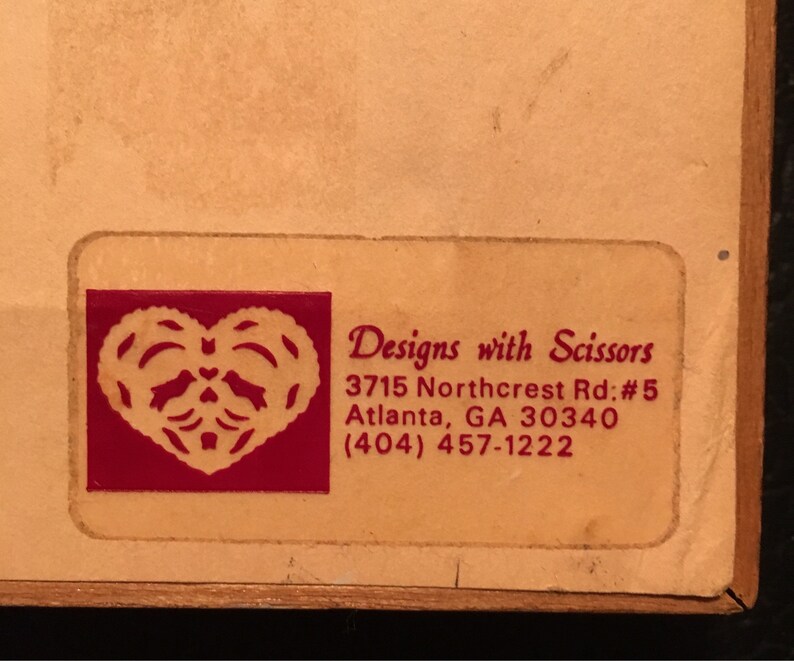 Designs with Scissors
3715 Northcrest Rd.#5
Atlanta, GA 30340
(404) 457-1222